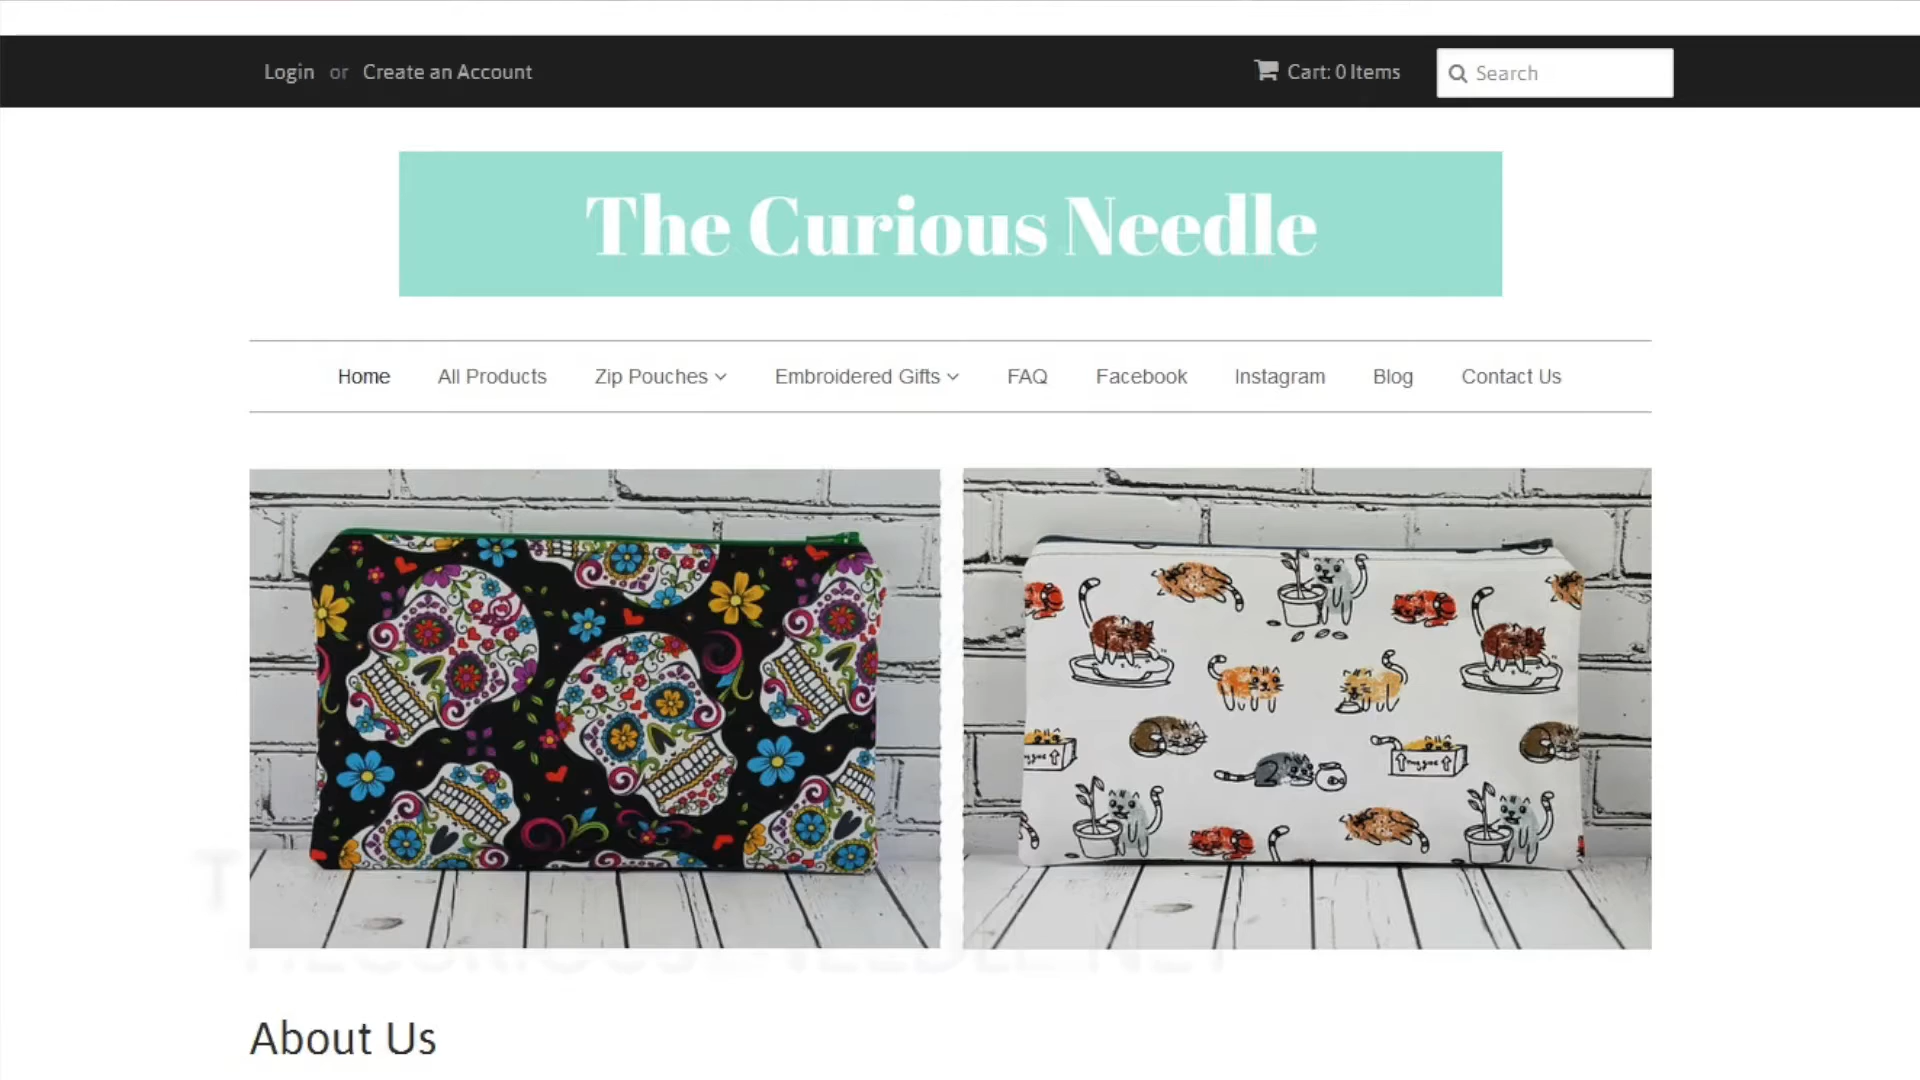 Login or Create an Account
Cart: 0 Items
Search
The Curious Needle
Home All Products Zip Pouches Embroidered Gifts FAQ Facebook Instagram Blog Contact Us
About Us